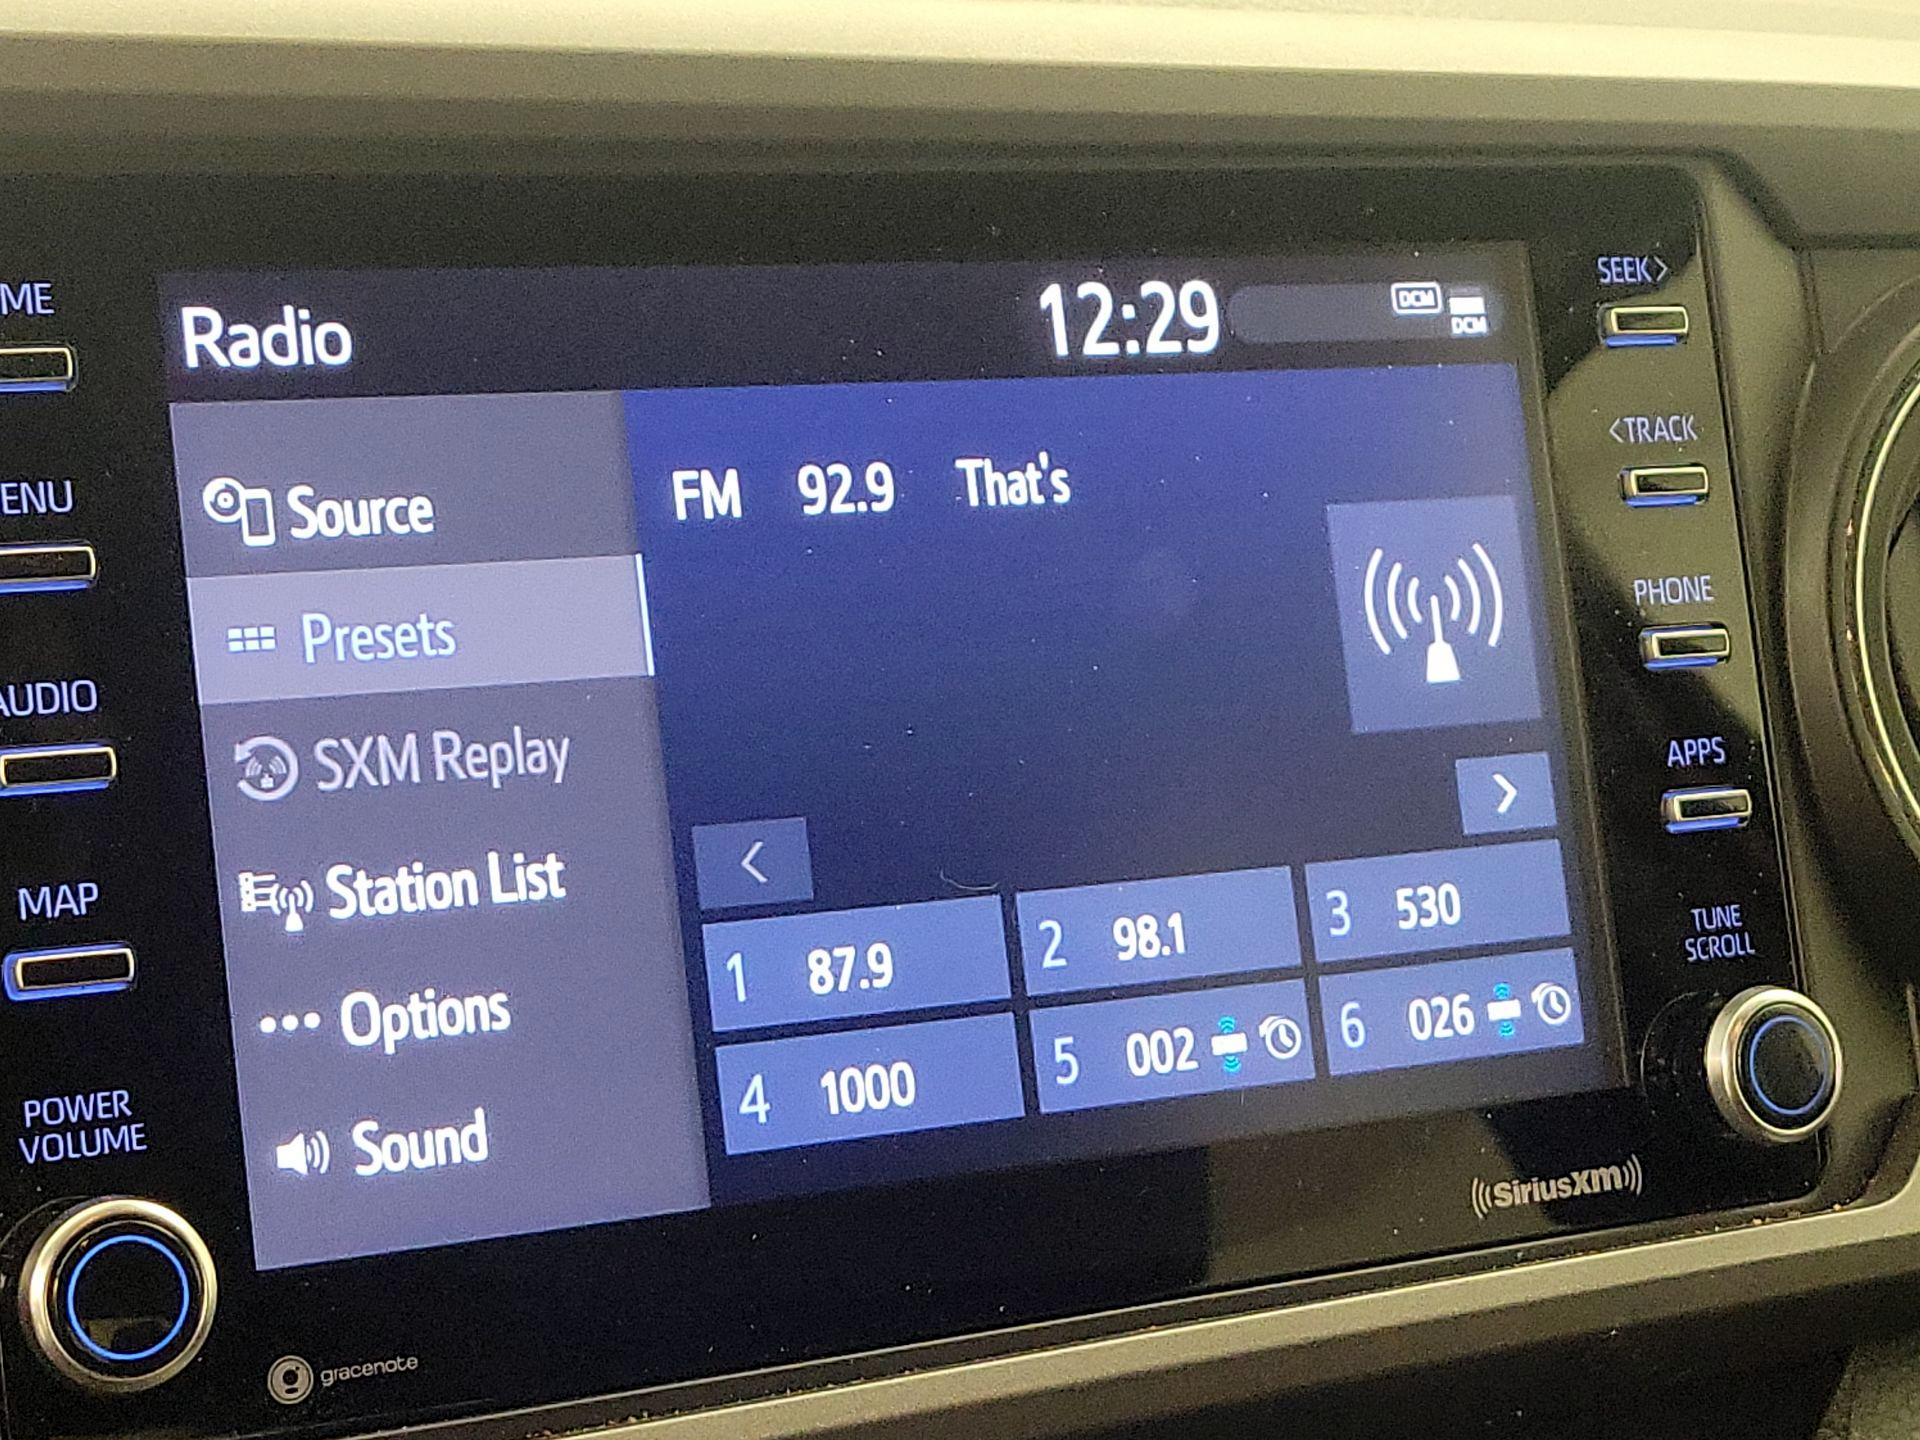 ME
ENU
AUDIO
MAP
POWER
VOLUME
Radio
12:29
DCM
DCM
Source
Presets
SXM Replay
Station List
Options
Sound
FM 92.9 That's
<
>
1 87.9
2 98.1
3 530
4 1000
5 002
6 026
SEEK>
<TRACK
PHONE
APPS
TUNE
SCROLL
SiriusXM
gracenote